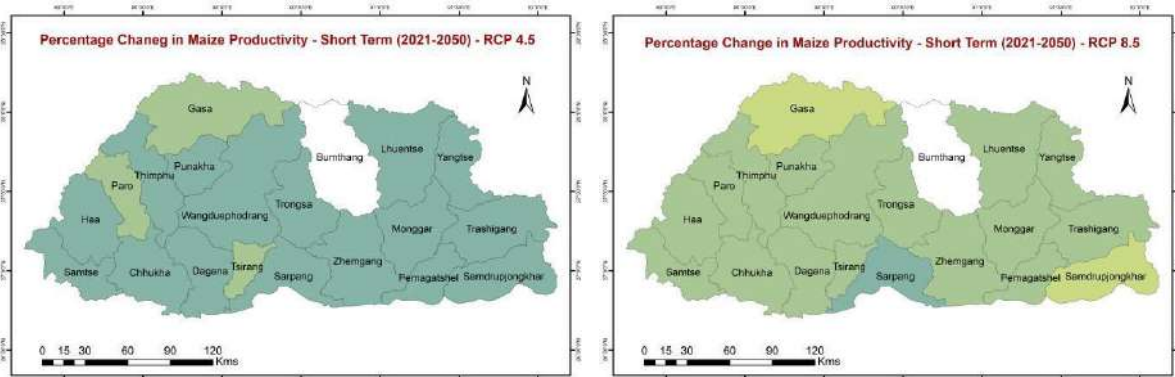 Percentage Chaneg in Maize Productivity - Short Term (2021-2050) - RCP 4.5
N
Gasa
Bumthang
Lhuentse
Yangtse
Punakha
Thimphu
Paro
Haa
Wangduephodrang
Trongsa
Monggar
Trashigang
Samtse
Chhukha
Dagana
Tsirang
Sarpang
Zhemgang
Pemagatshel
Samdrupjongkhar
0 15 30 60 90 120
Kms
Percentage Change in Maize Productivity - Short Term (2021-2050) - RCP 8.5
N
Gasa
Bumthang
Lhuentse
Yangtse
Punakha
Thimphu
Paro
Haa
Wangduephodrang
Trongsa
Monggar
Trashigang
Samtse
Chhukha
Dagana
Tsirang
Sarpang
Zhemgang
Pemagatshel
Samdrupjongkhar
0 15 30 60 90 120
Kms